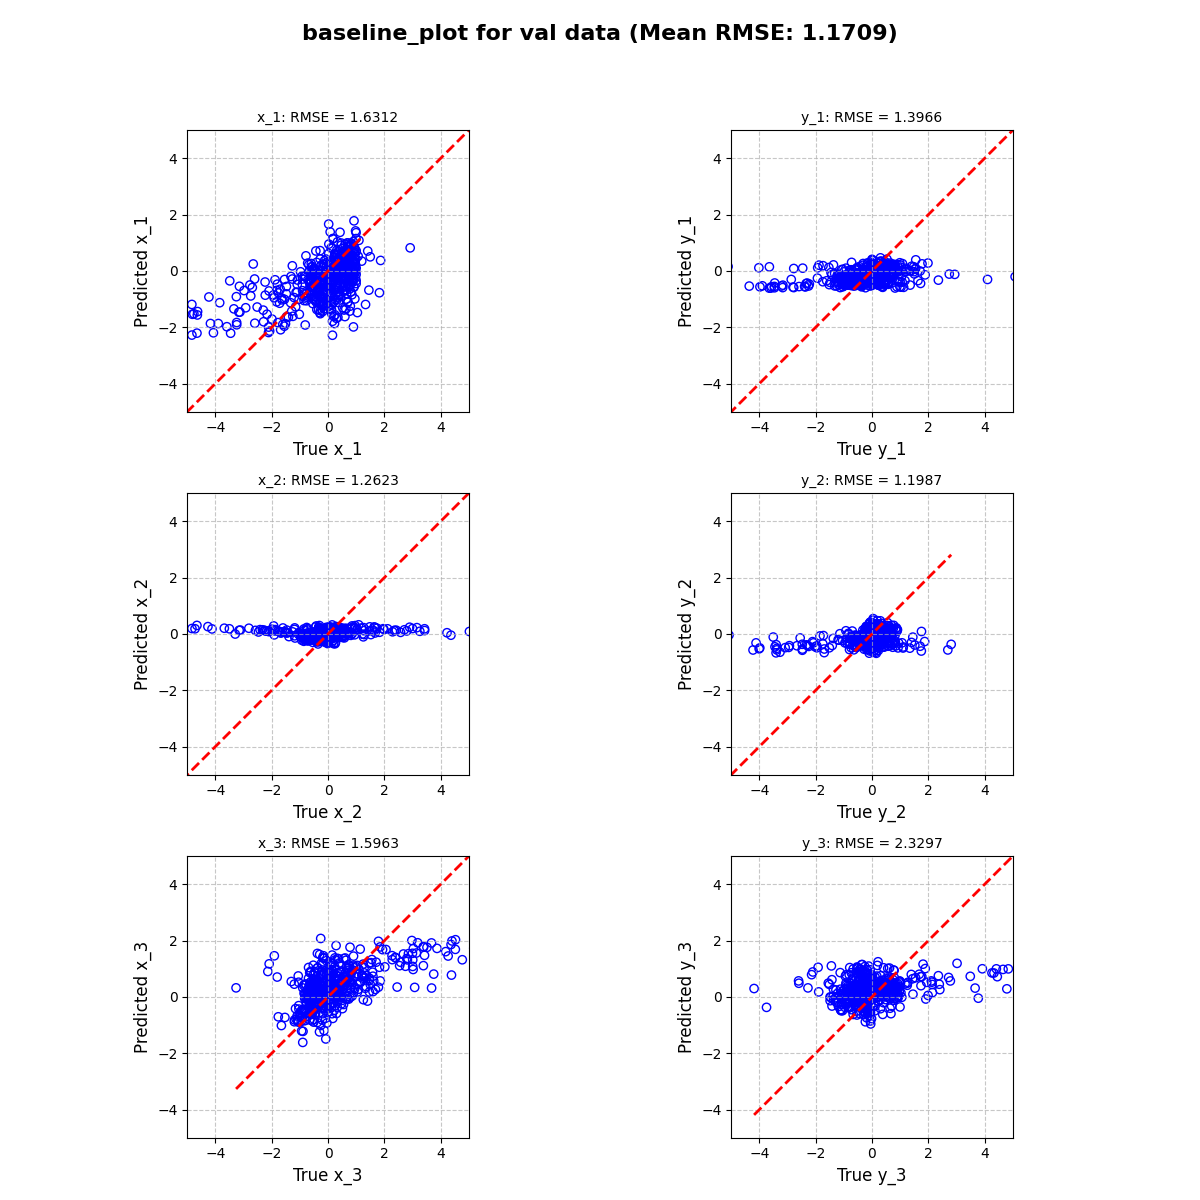 baseline_plot for val data (Mean RMSE: 1.1709)
x_1: RMSE = 1.6312
4
2
0
−2
−4
Predicted x_1
−4 −2 0 2 4
True x_1
y_1: RMSE = 1.3966
4
2
0
−2
−4
Predicted y_1
−4 −2 0 2 4
True y_1
x_2: RMSE = 1.2623
4
2
0
−2
−4
Predicted x_2
−4 −2 0 2 4
True x_2
y_2: RMSE = 1.1987
4
2
0
−2
−4
Predicted y_2
−4 −2 0 2 4
True y_2
x_3: RMSE = 1.5963
4
2
0
−2
−4
Predicted x_3
−4 −2 0 2 4
True x_3
y_3: RMSE = 2.3297
4
2
0
−2
−4
Predicted y_3
−4 −2 0 2 4
True y_3